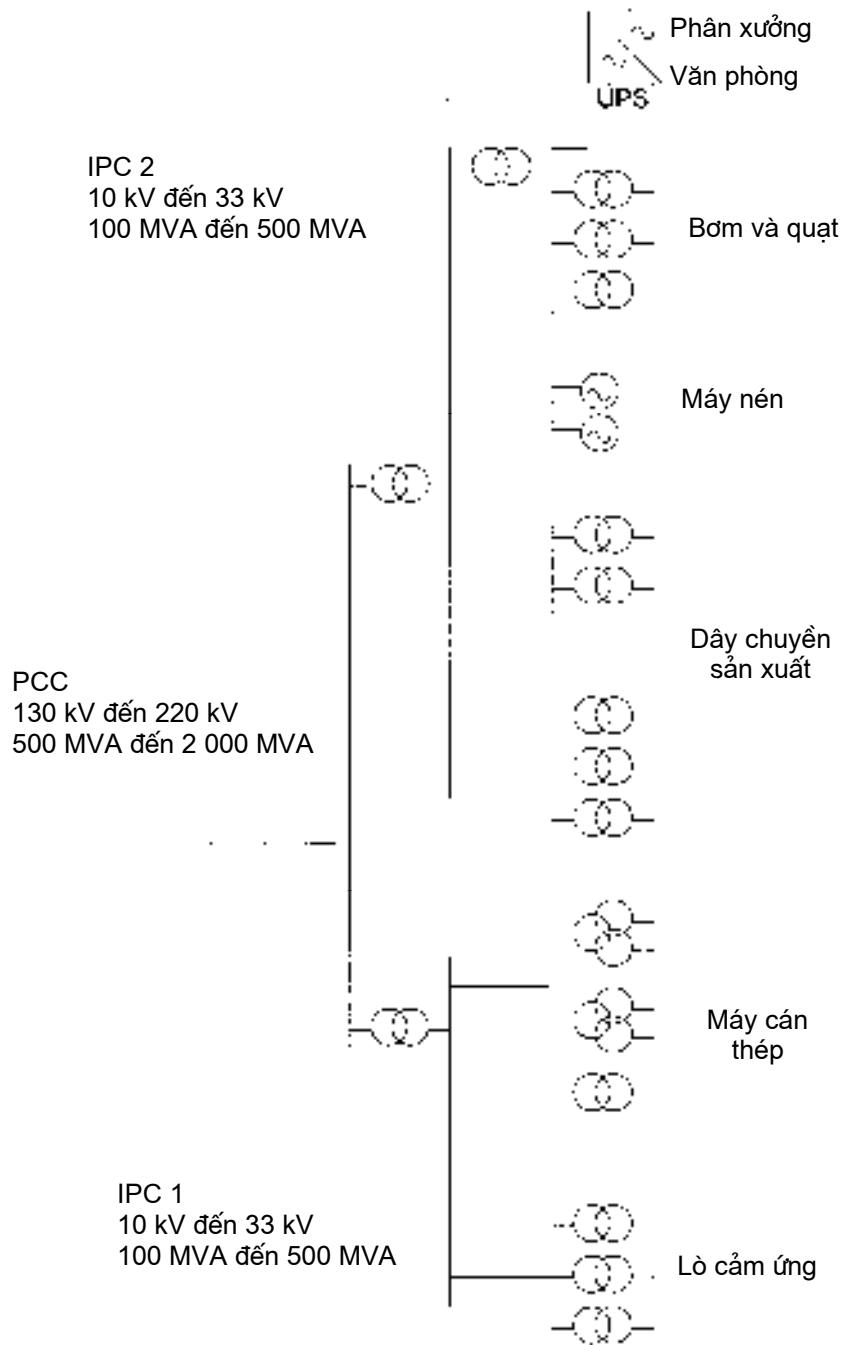 Phân xưởng
Văn phòng
UPS
IPC 2
10 kV đến 33 kV
100 MVA đến 500 MVA
Bơm và quạt
Máy nén
Dây chuyền
sản xuất
PCC
130 kV đến 220 kV
500 MVA đến 2 000 MVA
Máy cán
thép
IPC 1
10 kV đến 33 kV
100 MVA đến 500 MVA
Lò cảm ứng